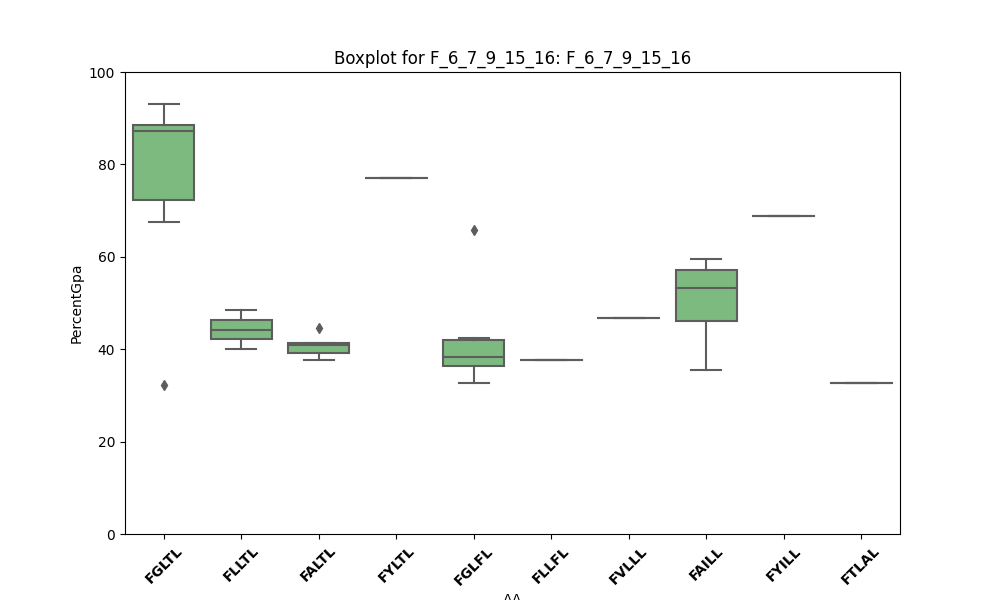 Boxplot for F_6_7_9_15_16: F_6_7_9_15_16
100
80
60
40
20
0
PercentGpa
FGLTL
FLLTL
FALTL
FYLTL
FGLFL
FLLFL
FVLLL
FAILL
FYILL
FTLAL
AA